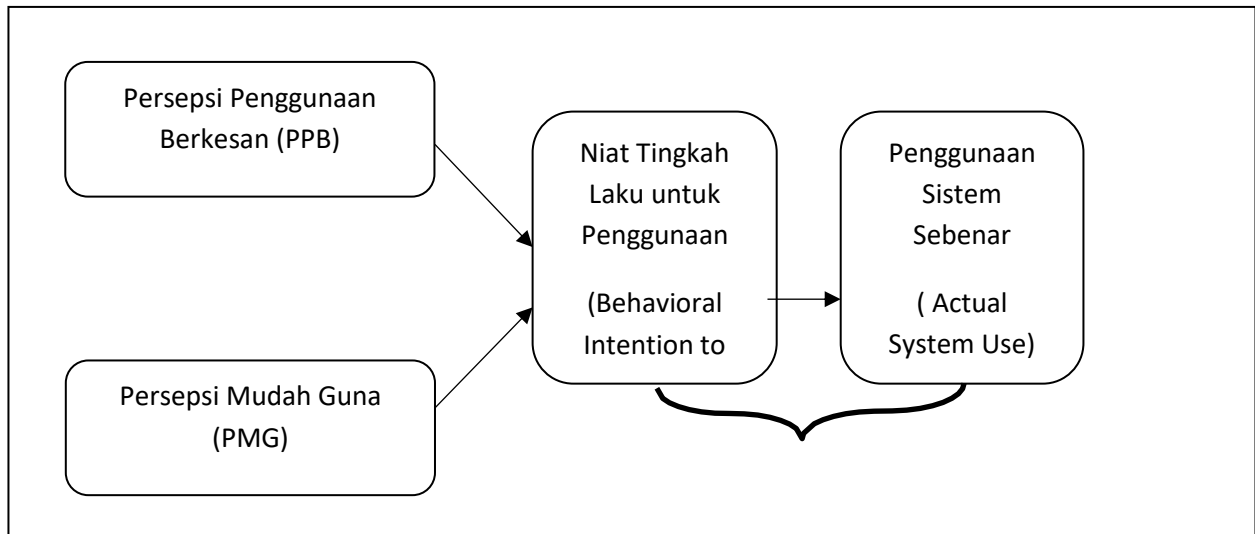 Persepsi Penggunaan
Berkesan (PPB)
Niat Tingkah
Laku untuk
Penggunaan
(Behavioral
Intention to
Penggunaan
Sistem
Sebenar
( Actual
System Use)
Persepsi Mudah Guna
(PMG)